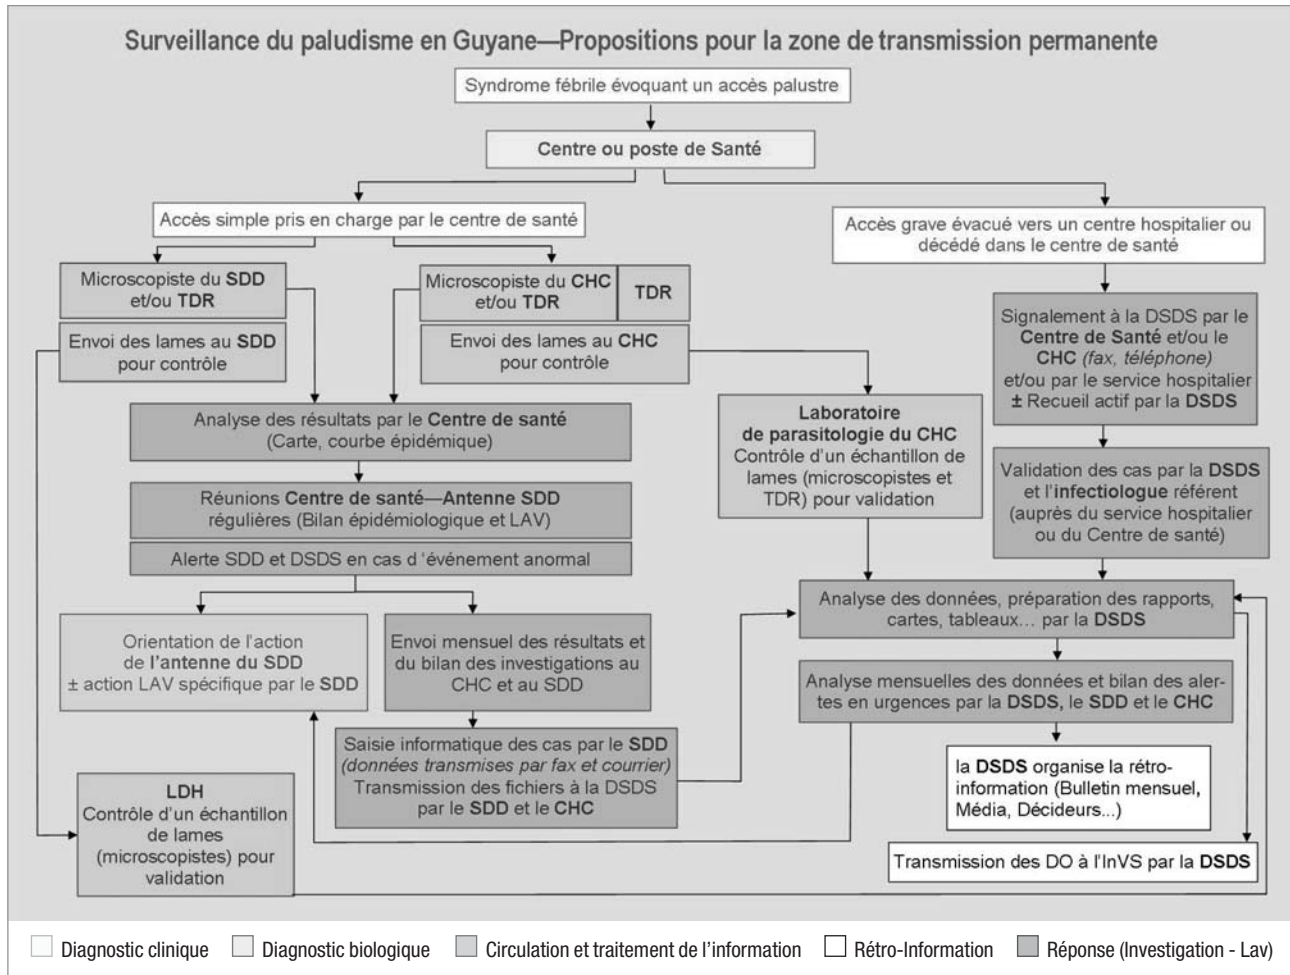 Surveillance du paludisme en Guyane—Propositions pour la zone de transmission permanente
Syndrome fébrile évoquant un accès palustre
Centre ou poste de Santé
Accès simple pris en charge par le centre de santé
Accès grave évacué vers un centre hospitalier ou
décédé dans le centre de santé
Microscopiste du SDD
et/ou TDR
Microscopiste du CHC
et/ou TDR
TDR
Envoi des lames au SDD
pour contrôle
Envoi des lames au CHC
pour contrôle
Signalement à la DSDS par le
Centre de Santé et/ou le
CHC (fax, téléphone)
et/ou par le service hospitalier
± Recueil actif par la DSDS
Analyse des résultats par le Centre de santé
(Carte, courbe épidémique)
Laboratoire
de parasitologie du CHC
Contrôle d'un échantillon de
lames (microscopistes et
TDR) pour validation
Validation des cas par la DSDS
et l'infectiologue référent
(auprès du service hospitalier
ou du Centre de santé)
Réunions Centre de santé—Antenne SDD
régulières (Bilan épidémiologique et LAV)
Alerte SDD et DSDS en cas d 'événement anormal
Orientation de l'action
de l'antenne du SDD
± action LAV spécifique par le SDD
Envoi mensuel des résultats et
du bilan des investigations au
CHC et au SDD
Analyse des données, préparation des rapports,
cartes, tableaux... par la DSDS
Analyse mensuelles des données et bilan des aler-
tes en urgences par la DSDS, le SDD et le CHC
Saisie informatique des cas par le SDD
(données transmises par fax et courrier)
Transmission des fichiers à la DSDS
par le SDD et le CHC
la DSDS organise la rétro-
information (Bulletin mensuel,
Média, Décideurs...)
LDH
Contrôle d'un échantillon
de lames
(microscopistes) pour
validation
Transmission des DO à l'InVS par la DSDS
Diagnostic clinique
Diagnostic biologique
Circulation et traitement de l'information
Rétro-Information
Réponse (Investigation - Lav)